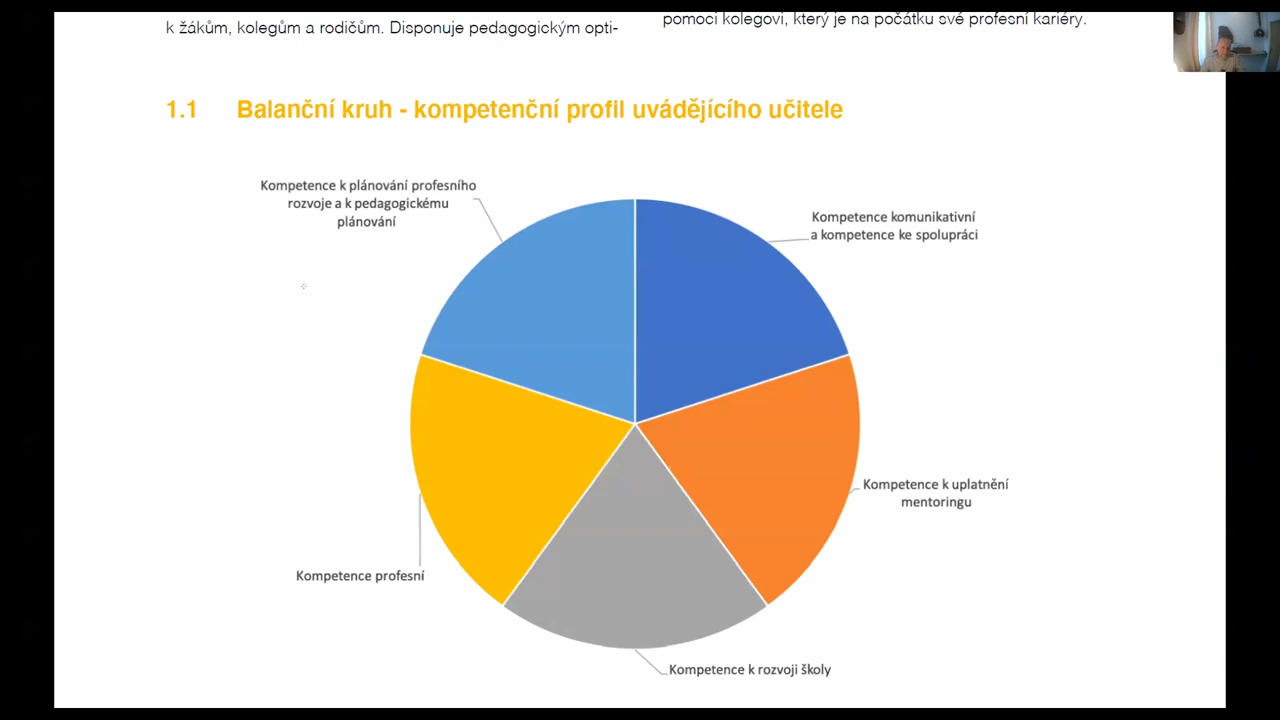 k žákům, kolegům a rodičům. Disponuje pedagogickým opti-
pomoci kolegovi, který je na počátku své profesní kariéry.
1.1 Balanční kruh - kompetenční profil uvádějícího učitele
Kompetence k plánování profesního
rozvoje a k pedagogickému
plánování
Kompetence komunikativní
a kompetence ke spolupráci
Kompetence k uplatnění
mentoringu
Kompetence profesní
Kompetence k rozvoji školy